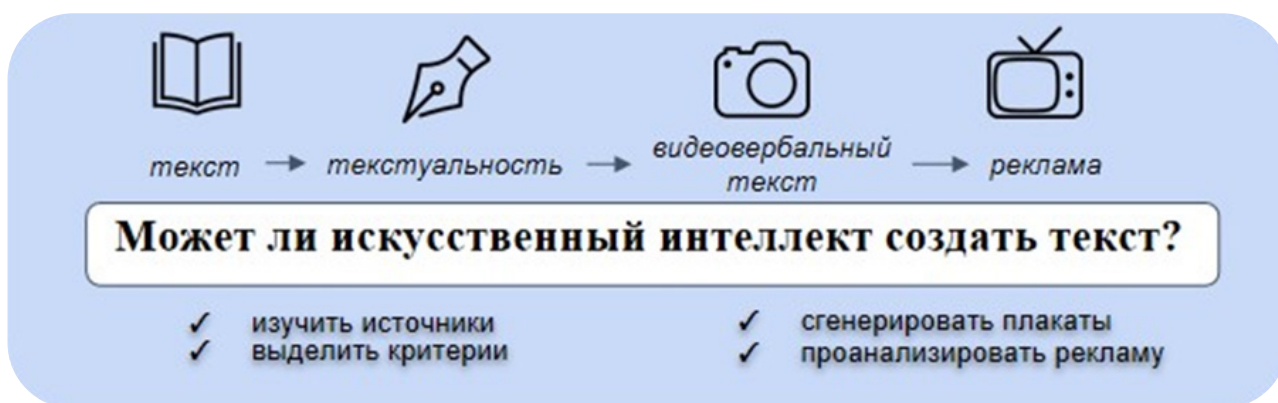 текст → текстуальность → видеовербальный текст → реклама
Может ли искусственный интеллект создать текст?
✓ изучить источники
✓ выделить критерии
✓ сгенерировать плакаты
✓ проанализировать рекламу